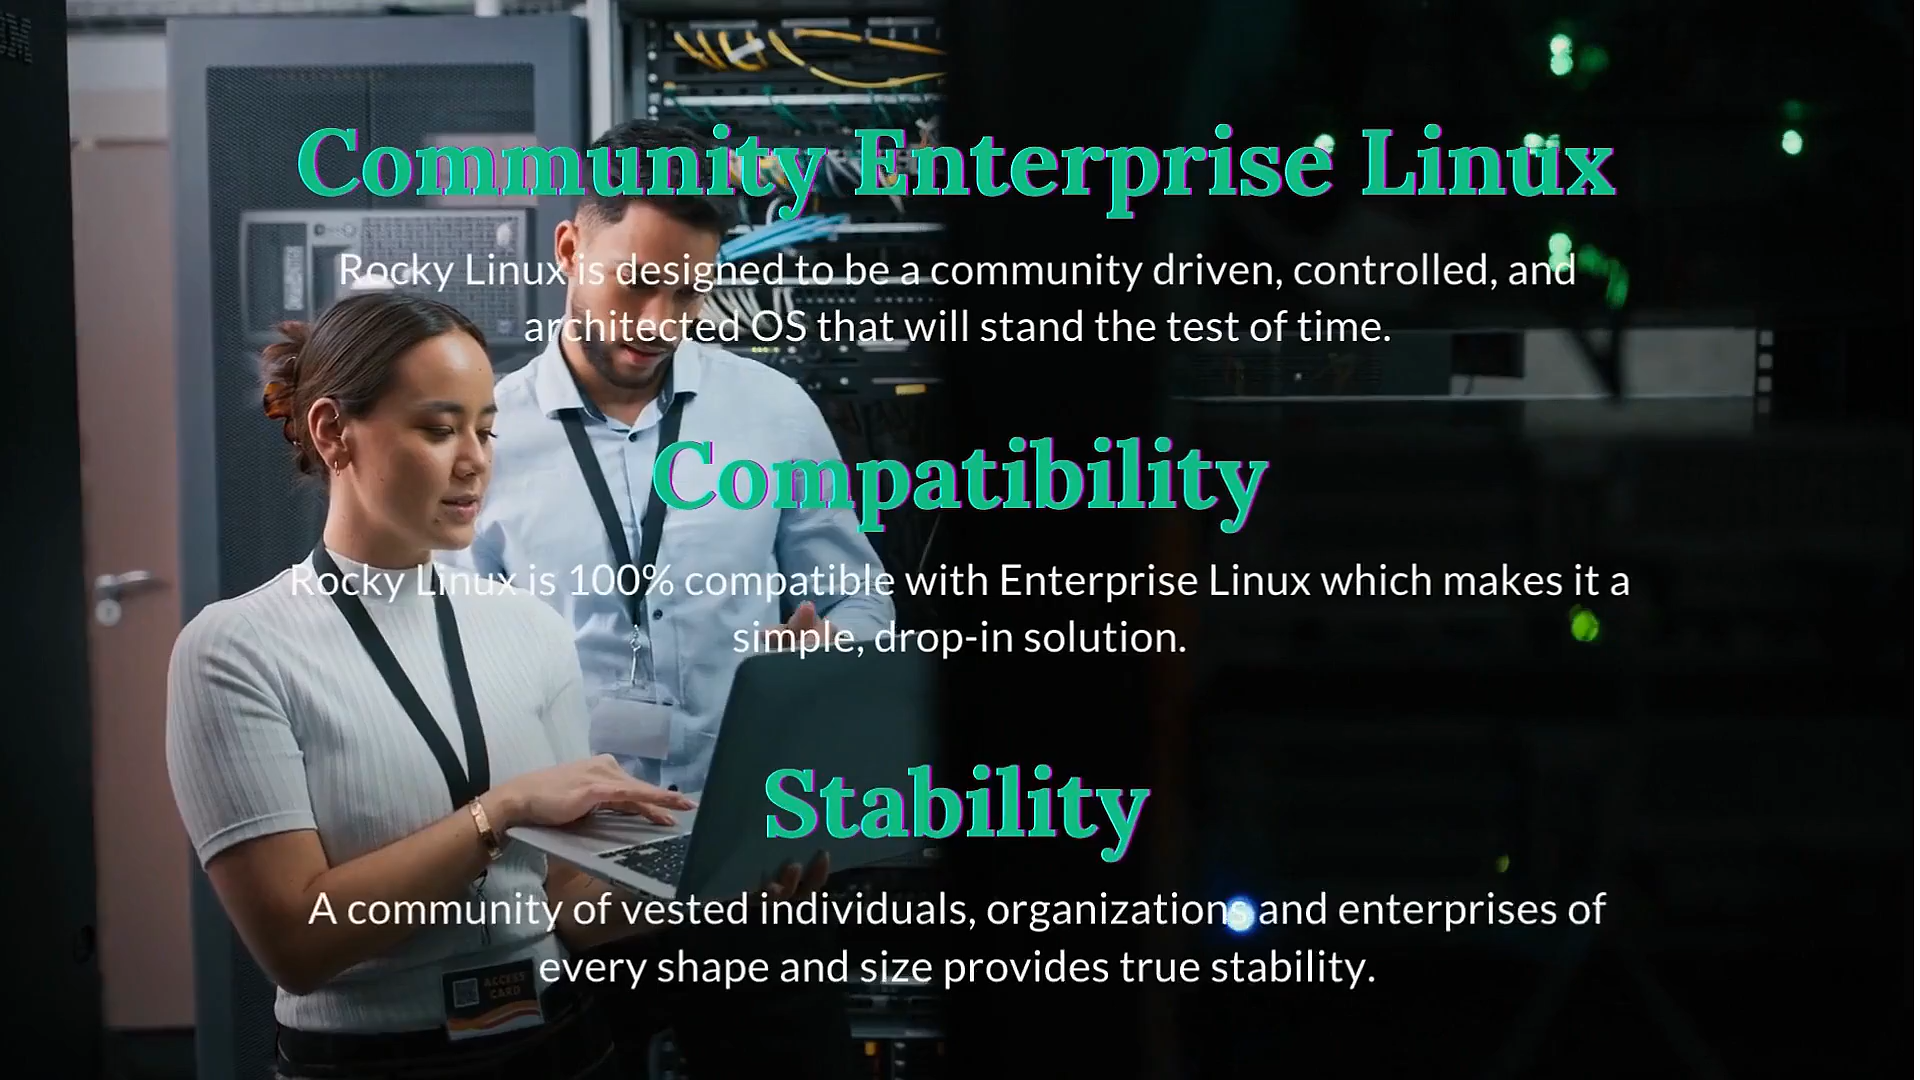 Community Enterprise Linux
Rocky Linux is designed to be a community driven, controlled, and
architected OS that will stand the test of time.
Compatibility
Rocky Linux is 100% compatible with Enterprise Linux which makes it a
simple, drop-in solution.
Stability
A community of vested individuals, organizations and enterprises of
every shape and size provides true stability.
ACCESS
CARD